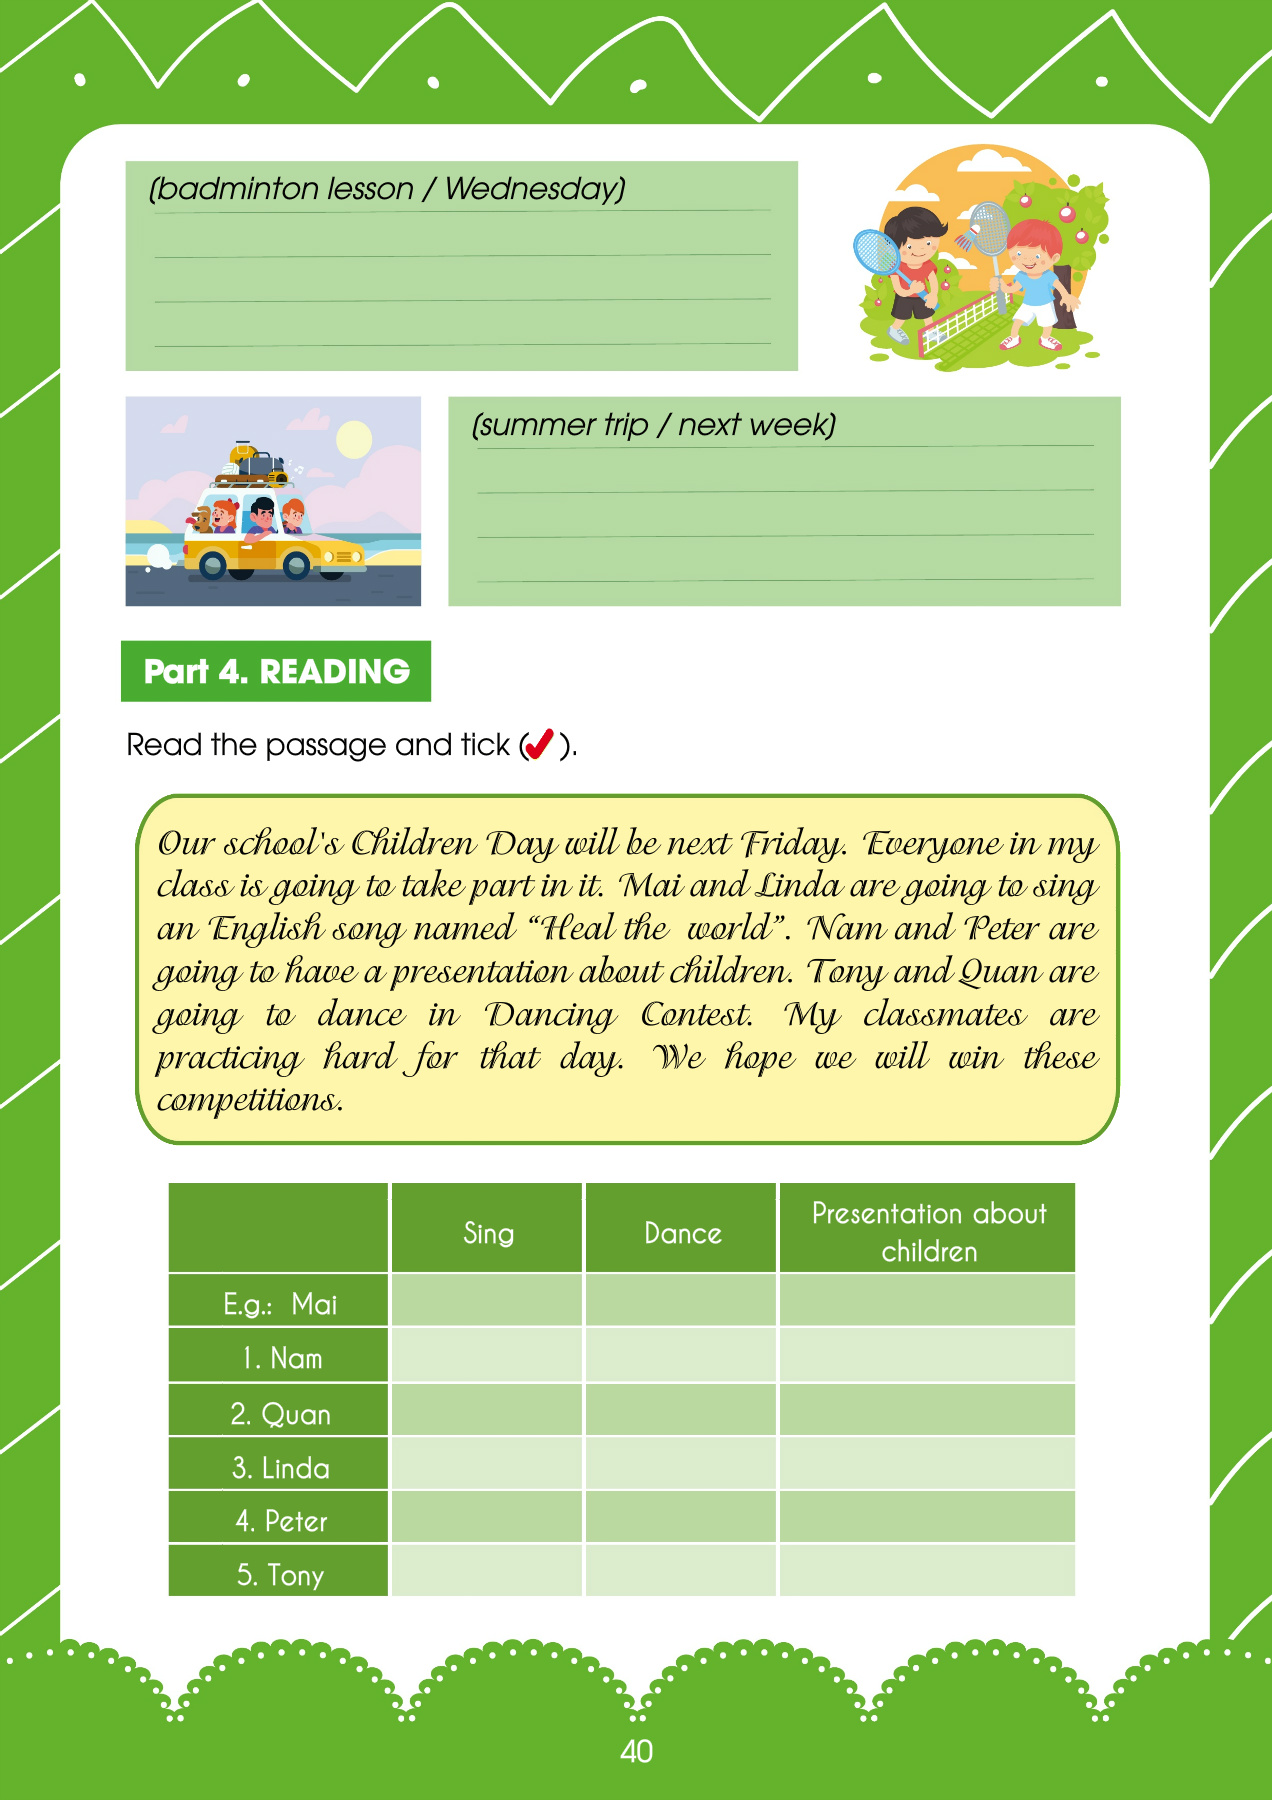 (badminton lesson / Wednesday)
(summer trip / next week)
Part 4. READING
Read the passage and tick (✓).
Our school's Children Day will be next Friday. Everyone in my
class is going to take part in it. Mai and Linda are going to sing
an English song named “Heal the world”. Nam and Peter are
going to have a presentation about children. Tony and Quan are
going to dance in Dancing Contest. My classmates are
practicing hard for that day. We hope we will win these
competitions.
Sing Dance Presentation about
children
E.g.: Mai
1. Nam
2. Quan
3. Linda
4. Peter
5. Tony
40